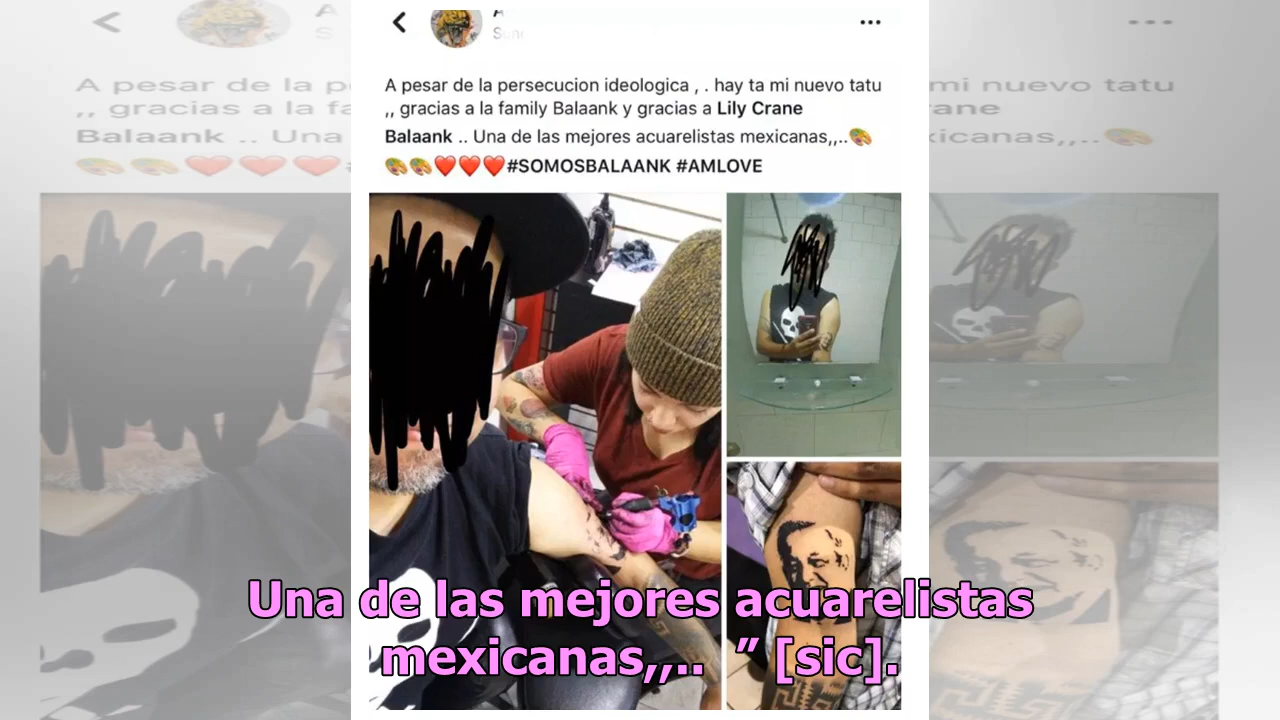 A pesar de la persecucion ideologica , . hay ta mi nuevo tatu
,, gracias a la family Balaank y gracias a Lily Crane
Balaank .. Una de las mejores acuarelistas mexicanas,,..🎨
🎨🎨❤️❤️❤️#SOMOSBALAANK #AMLOVE
Una de las mejores acuarelistas
mexicanas,,.. ” [sic].